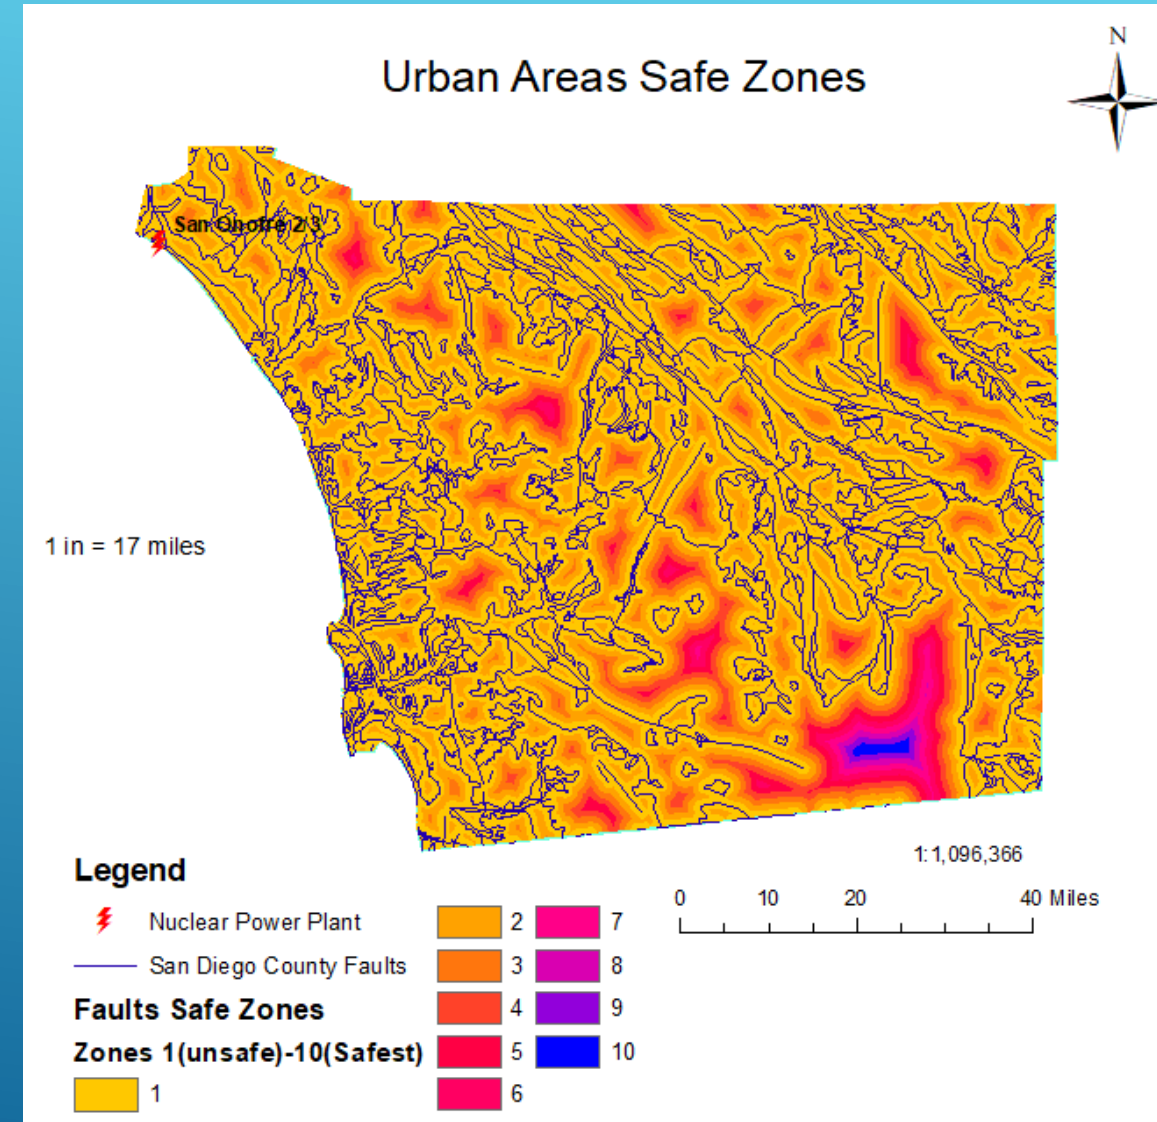 N
Urban Areas Safe Zones
San Onofre 2/3
1 in = 17 miles
1:1,096,366
0 10 20 40 Miles
Legend
Nuclear Power Plant
San Diego County Faults
Faults Safe Zones
Zones 1(unsafe)-10(Safest)
1
2
3
4
5
6
7
8
9
10